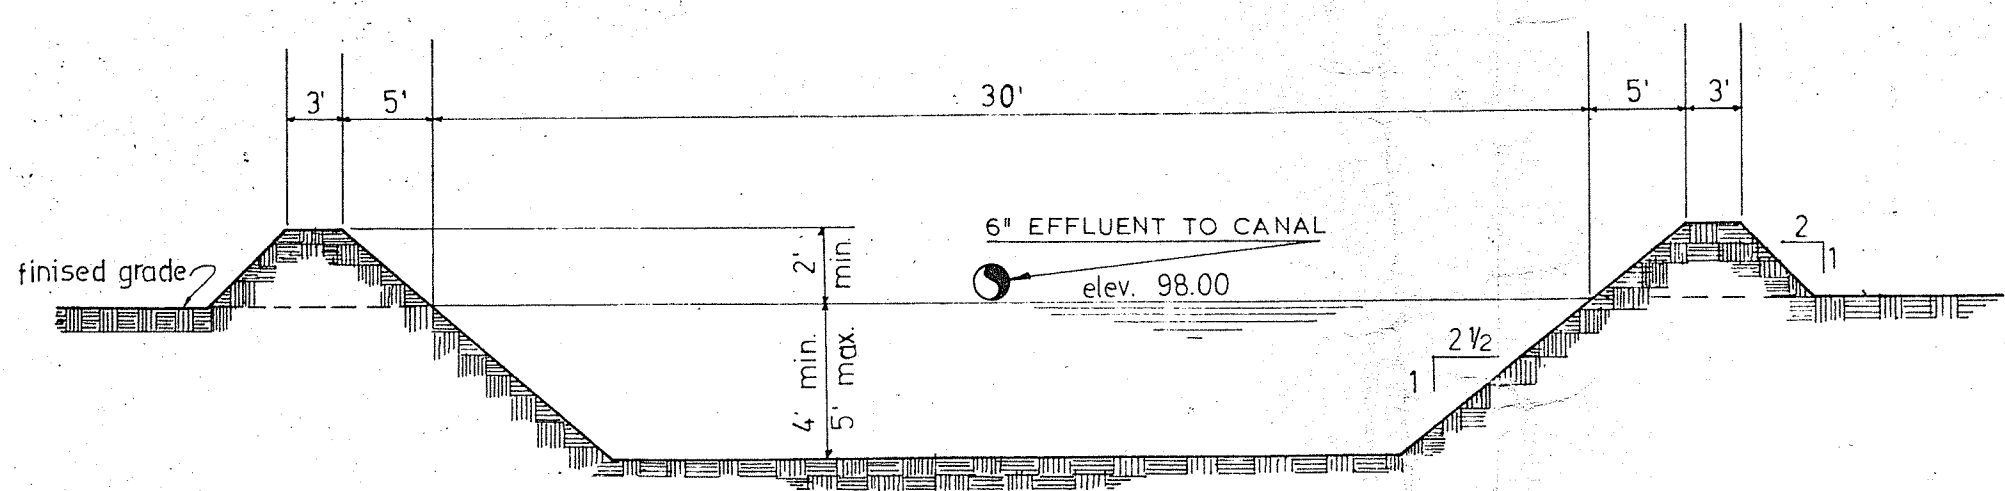 3' 5' 30' 5' 3'
6" EFFLUENT TO CANAL
2
1
finised grade
2' min.
elev. 98.00
2 1/2
1
4' min.
5' max.